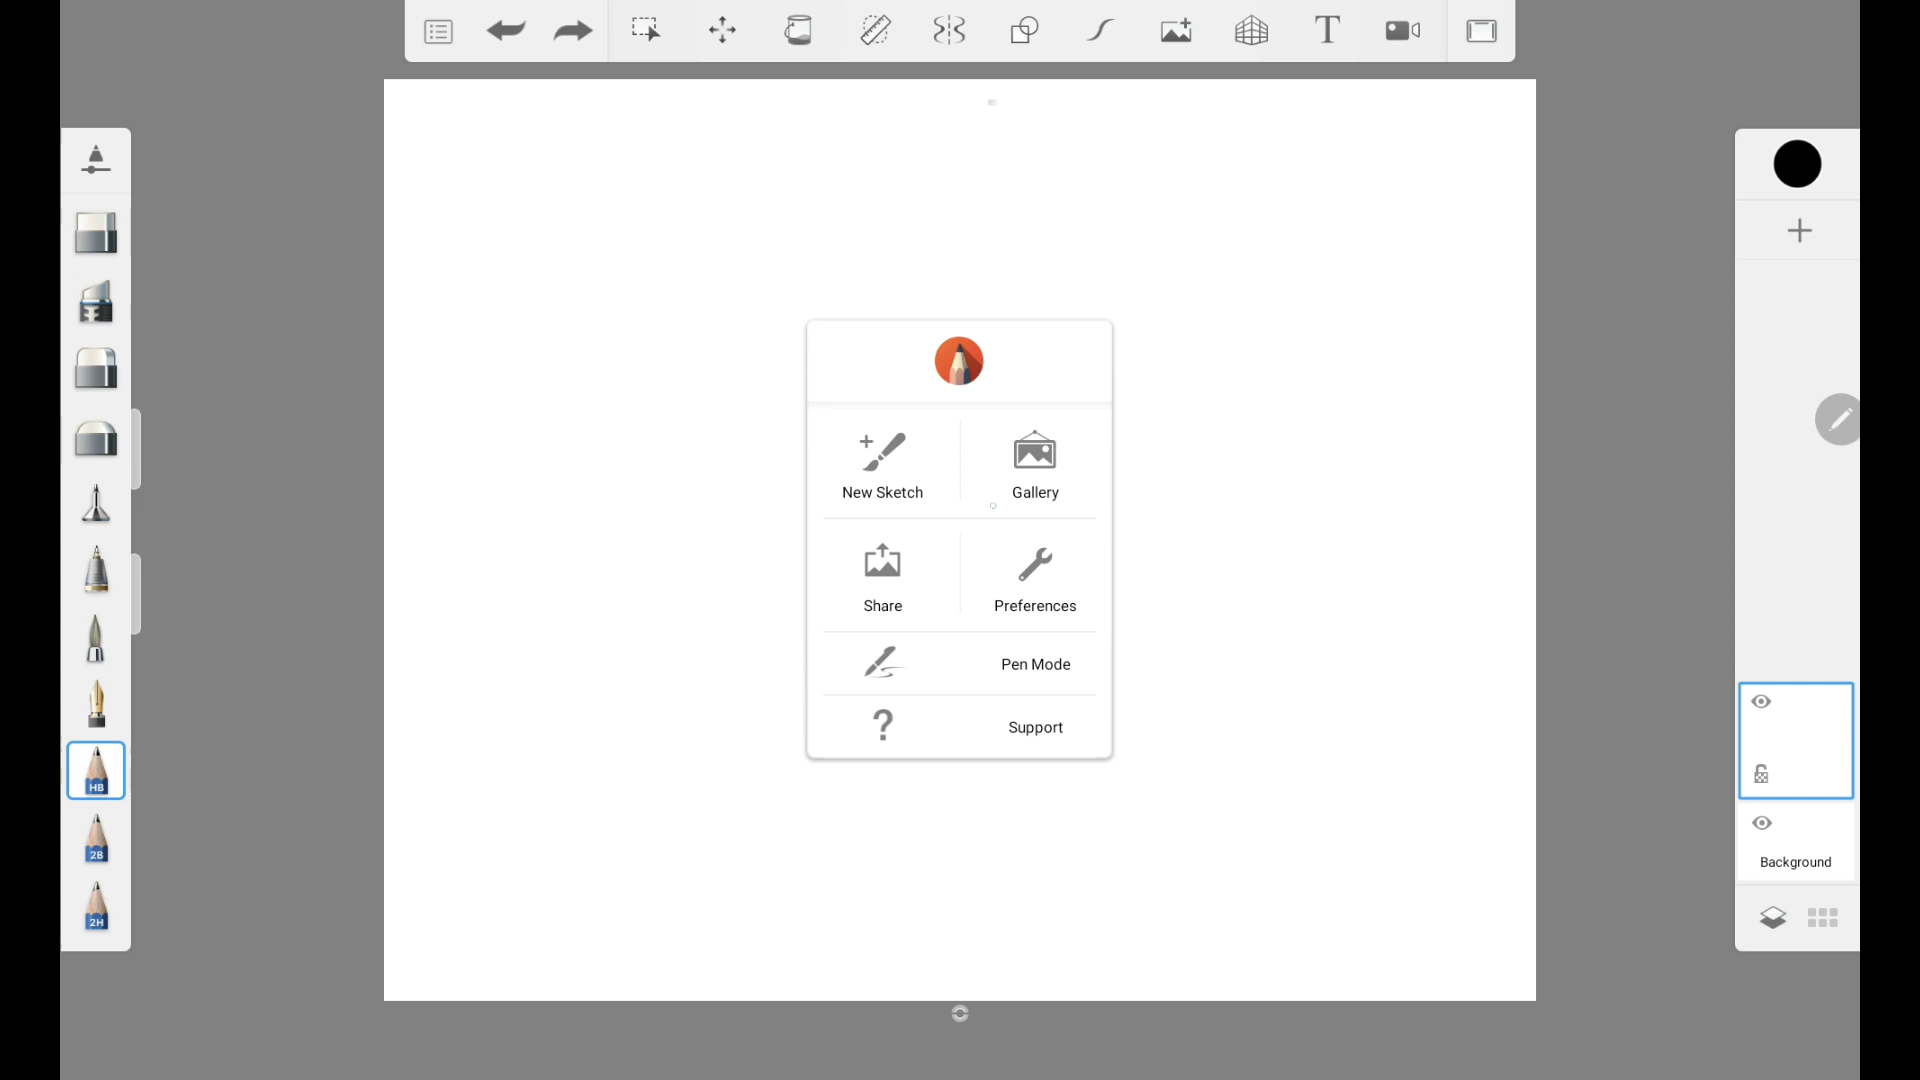 T
New Sketch
Gallery
Share
Preferences
Pen Mode
?
Support
HB
2B
2H
Background